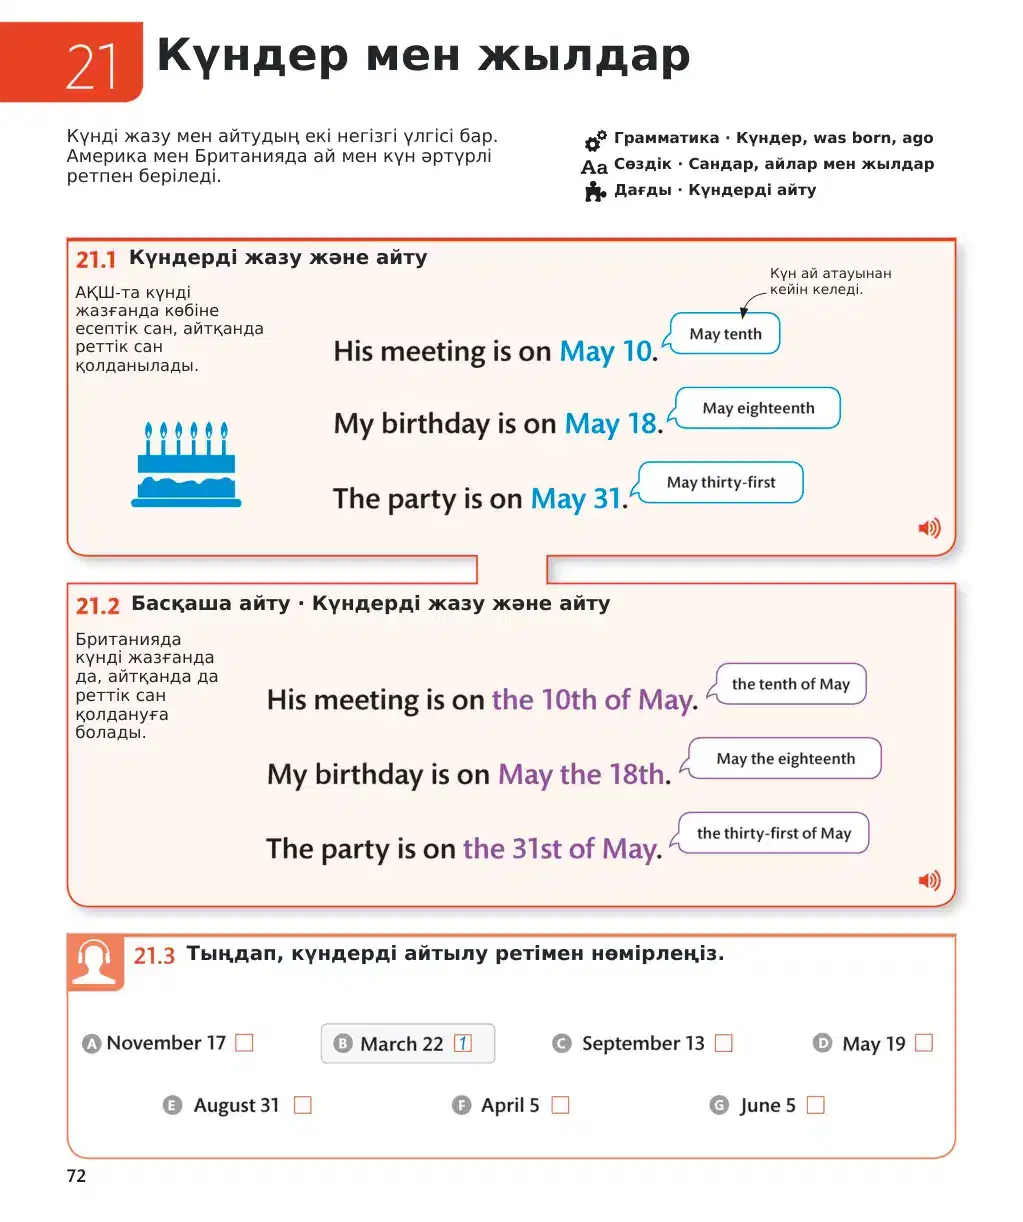 21
Күндер мен жылдар
Күнді жазу мен айтудың екі негізгі үлгісі бар.
Америка мен Британияда ай мен күн әртүрлі
ретпен беріледі.
Грамматика · Күндер, was born, ago
Aa Сөздік · Сандар, айлар мен жылдар
Дағды · Күндерді айту
21.1 Күндерді жазу және айту
АҚШ-та күнді
жазғанда көбіне
есептік сан, айтқанда
реттік сан
қолданылады.
Күн ай атауынан
кейін келеді.
His meeting is on May 10.
May tenth
My birthday is on May 18.
May eighteenth
The party is on May 31.
May thirty-first
21.2 Басқаша айту · Күндерді жазу және айту
Британияда
күнді жазғанда
да, айтқанда да
реттік сан
қолдануға
болады.
His meeting is on the 10th of May.
the tenth of May
My birthday is on May the 18th.
May the eighteenth
The party is on the 31st of May.
the thirty-first of May
21.3 Тыңдап, күндерді айтылу ретімен нөмірлеңіз.
A November 17
B March 22 1
C September 13
D May 19
E August 31
F April 5
G June 5
72